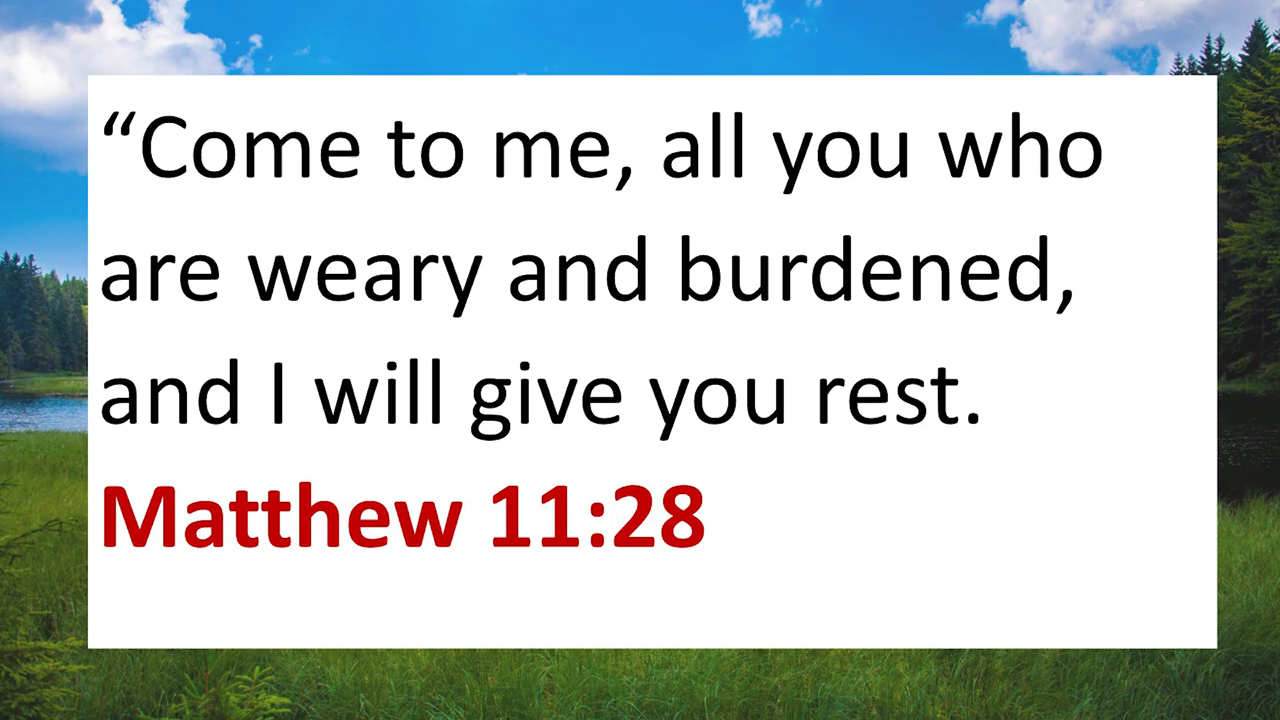 “Come to me, all you who
are weary and burdened,
and I will give you rest.
Matthew 11:28